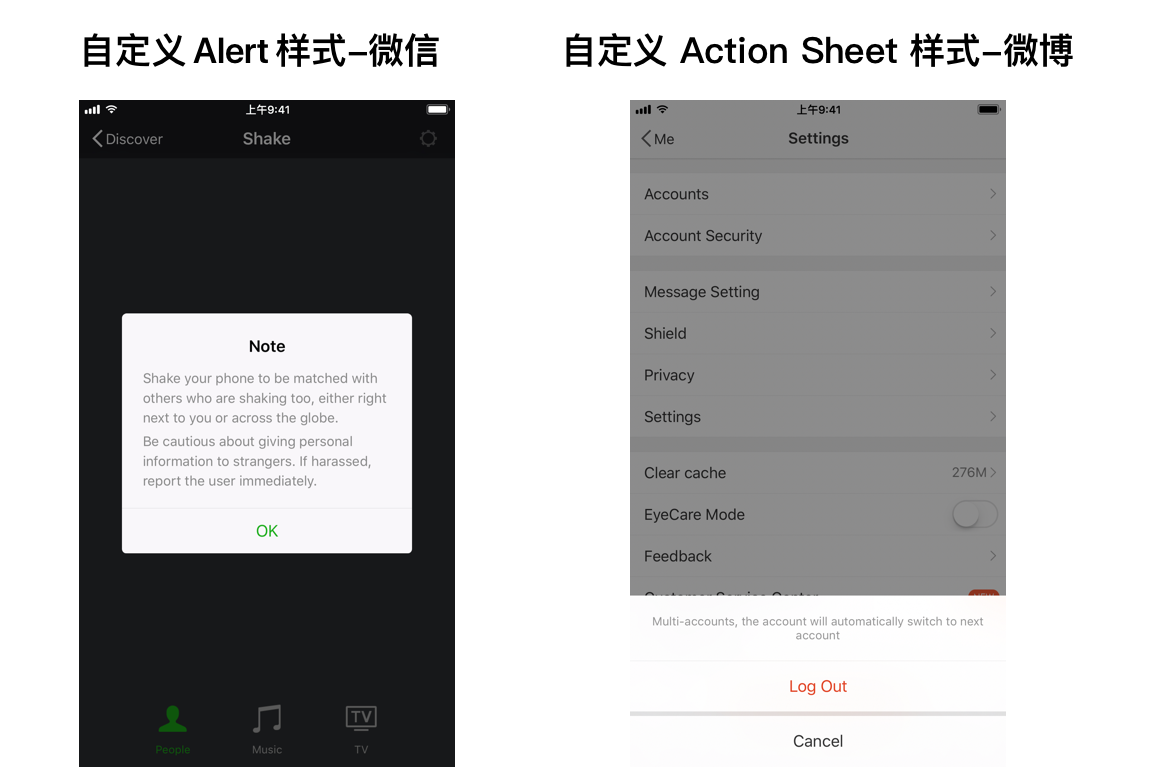 自定义 Alert 样式-微信
自定义 Action Sheet 样式-微博
上午9:41
Discover
Shake
Note
Shake your phone to be matched with
others who are shaking too, either right
next to you or across the globe.
Be cautious about giving personal
information to strangers. If harassed,
report the user immediately.
OK
People
Music
TV
TV
上午9:41
Me
Settings
Accounts
Account Security
Message Setting
Shield
Privacy
Settings
Clear cache
276M
EyeCare Mode
Feedback
Customer Service Center
NEW
Multi-accounts, the account will automatically switch to next
account
Log Out
Cancel